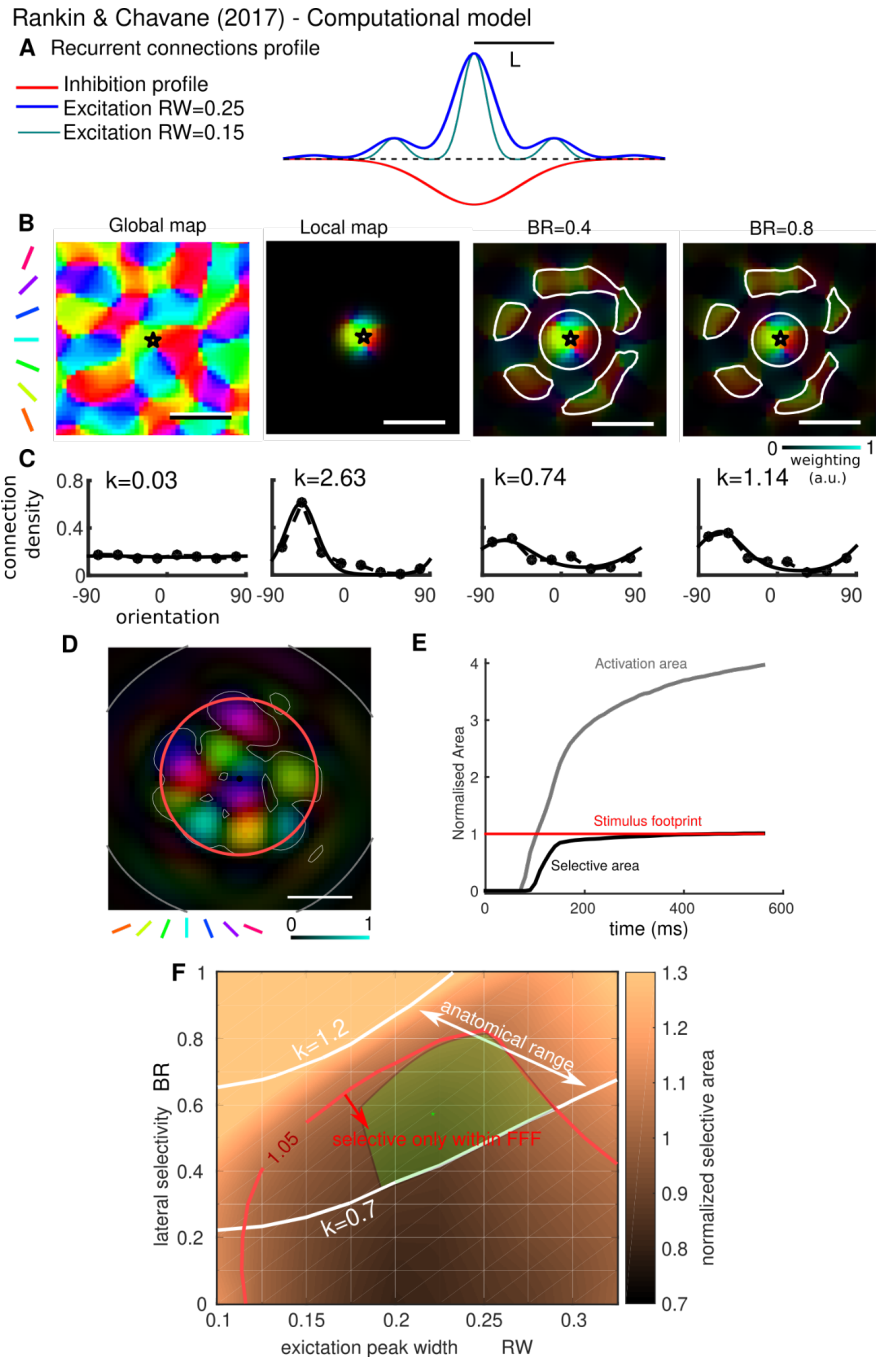 Rankin & Chavane (2017) - Computational model
A Recurrent connections profile
L
Inhibition profile
Excitation RW=0.25
Excitation RW=0.15
B
Global map
Local map
BR=0.4
BR=0.8
0 1
weighting
(a.u.)
C
k=0.03
k=2.63
k=0.74
k=1.14
connection
density
0.8
0.4
0
-90 0 90
-90 0 90
-90 0 90
-90 0 90
orientation
D
0 1
E
Normalised Area
4
3
2
1
0
Activation area
Stimulus footprint
Selective area
0 200 400 600
time (ms)
F
lateral selectivity BR
1
0.8
0.6
0.4
0.2
0
k=1.2
anatomical range
1.05
selective only within FFF
k=0.7
0.1 0.15 0.2 0.25 0.3
exictation peak width RW
1.3
1.2
1.1
1
0.9
0.8
0.7
normalized selective area